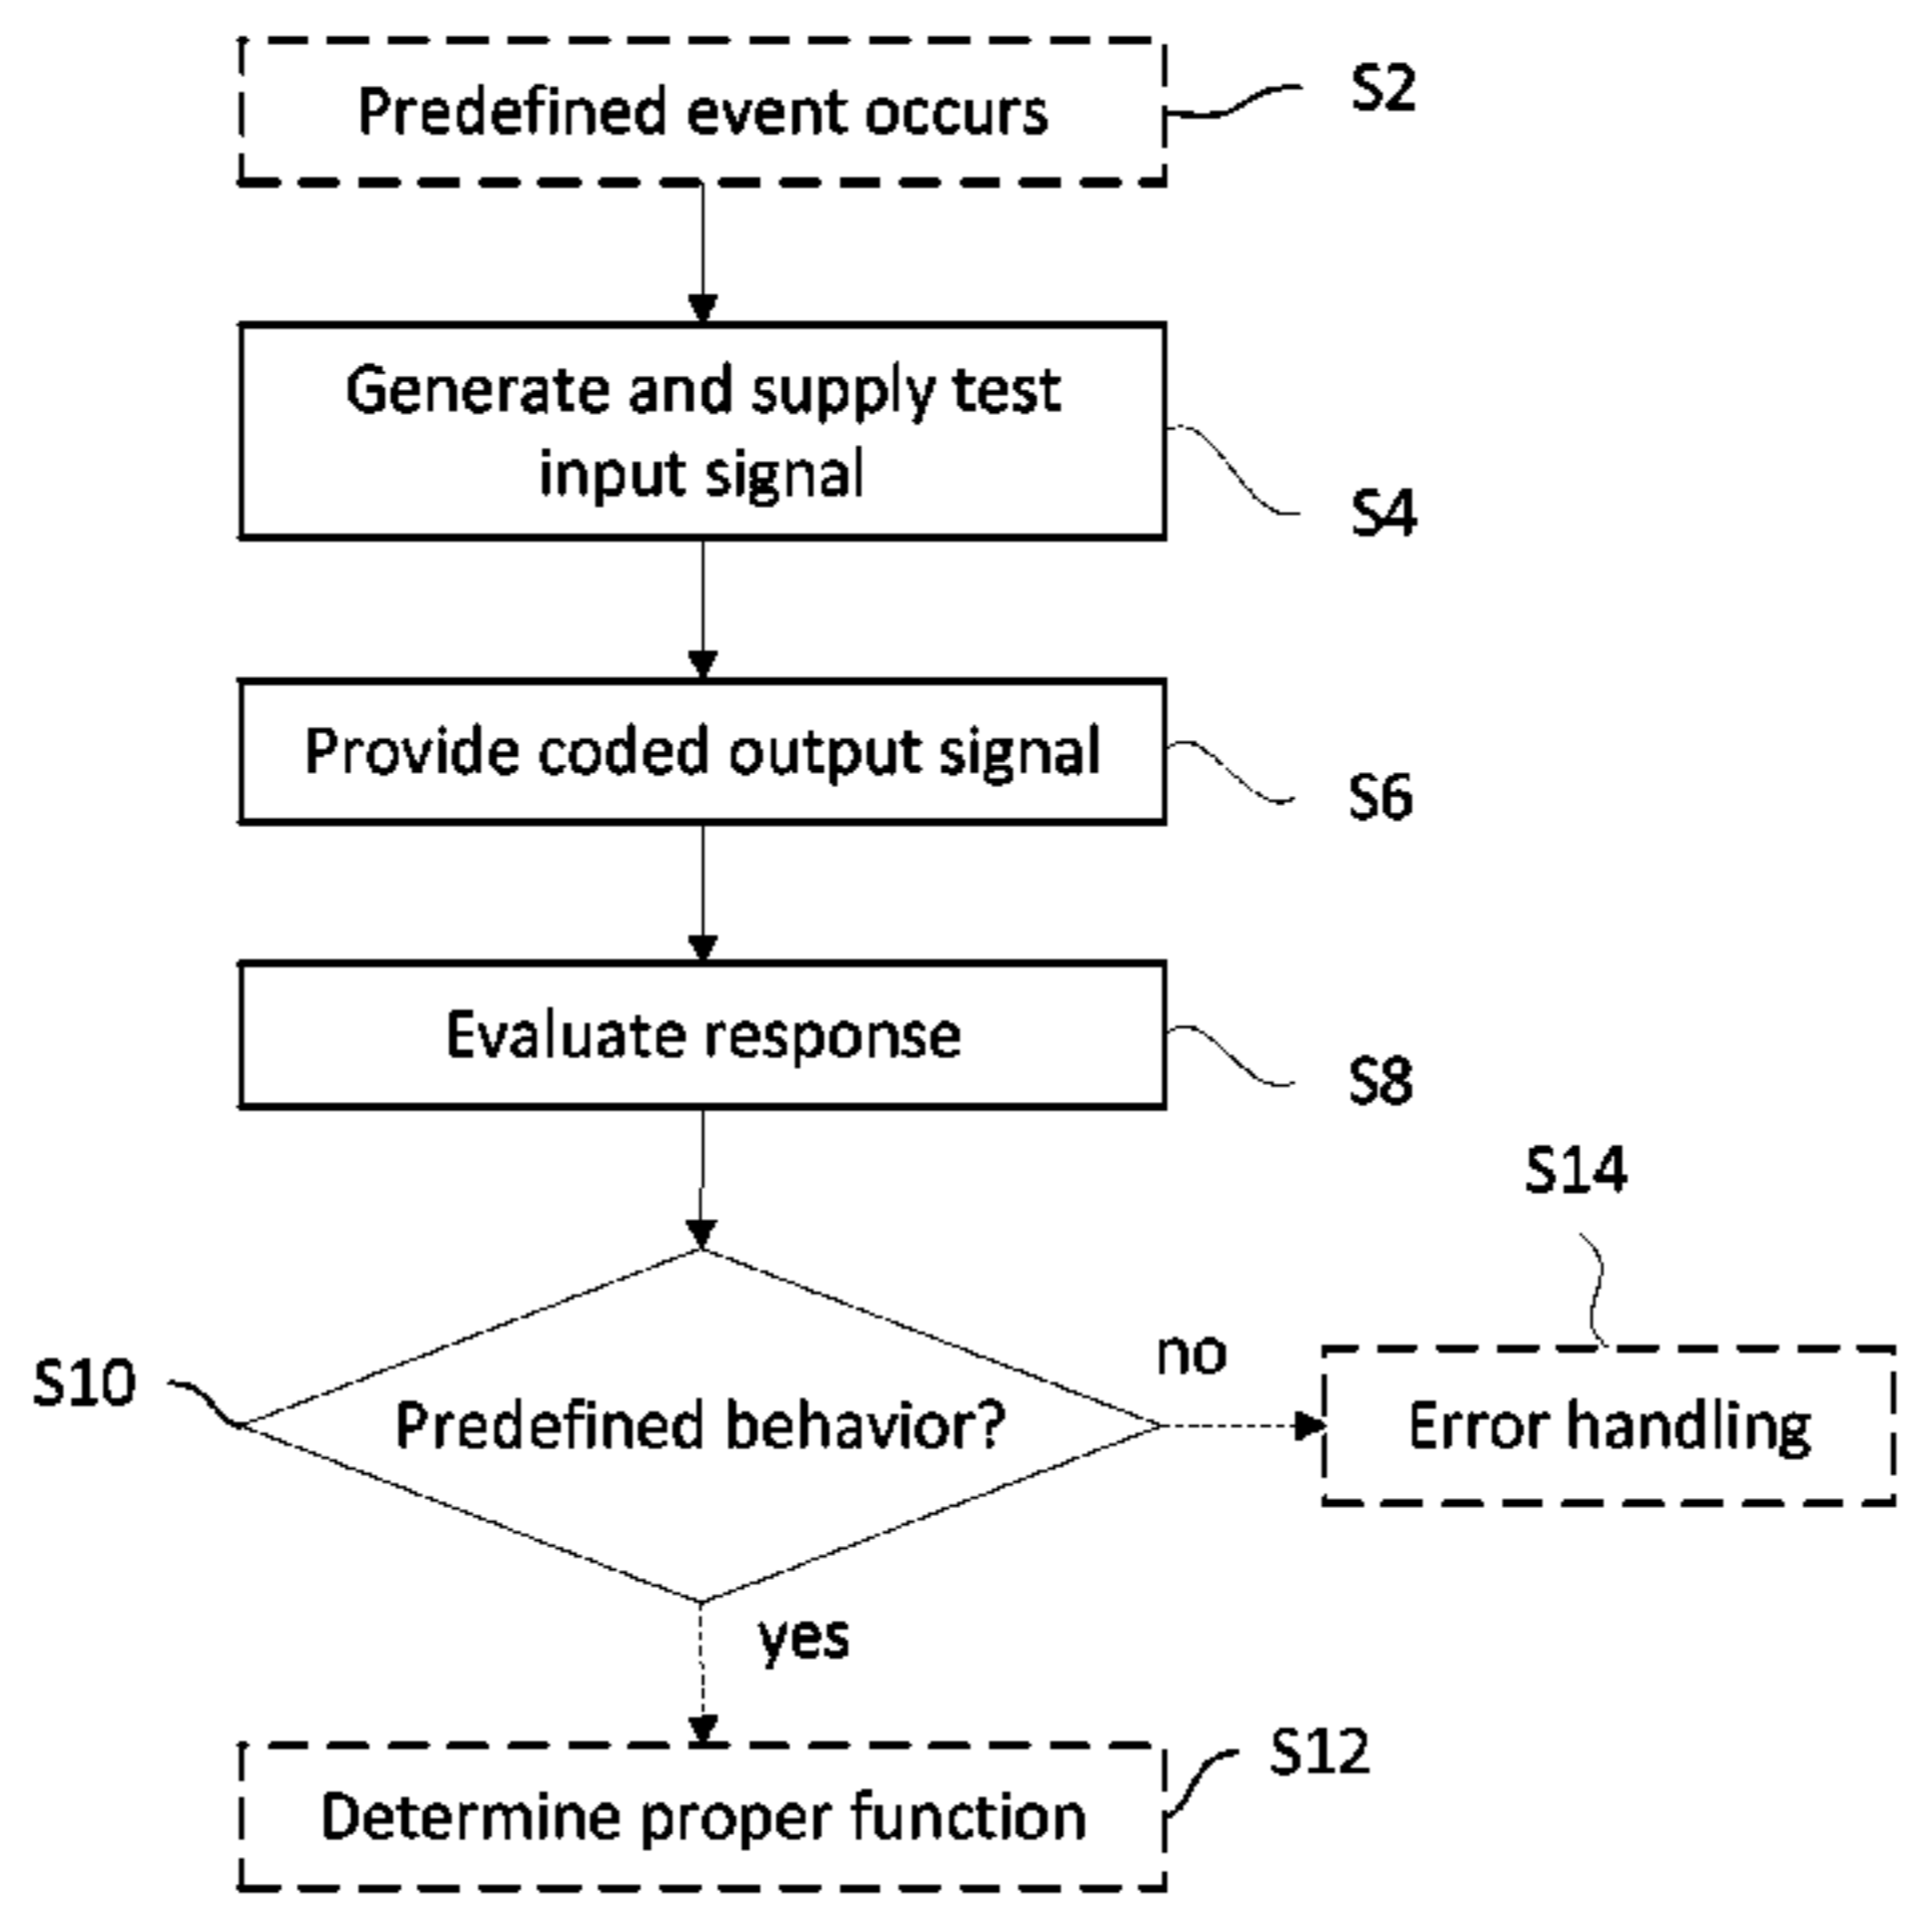 Predefined event occurs
S2
Generate and supply test
input signal
S4
Provide coded output signal
S6
Evaluate response
S8
S14
S10
Predefined behavior?
no
Error handling
yes
S12
Determine proper function